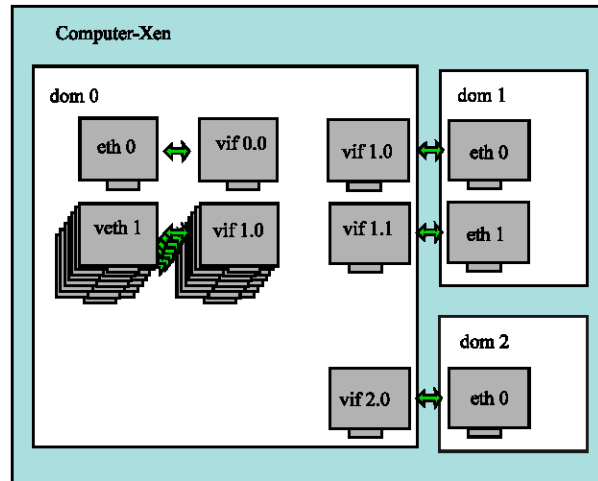 Computer-Xen
dom 0
eth 0
vif 0.0
veth 1
vif 1.0
vif 1.0
vif 1.1
vif 2.0
dom 1
eth 0
eth 1
dom 2
eth 0